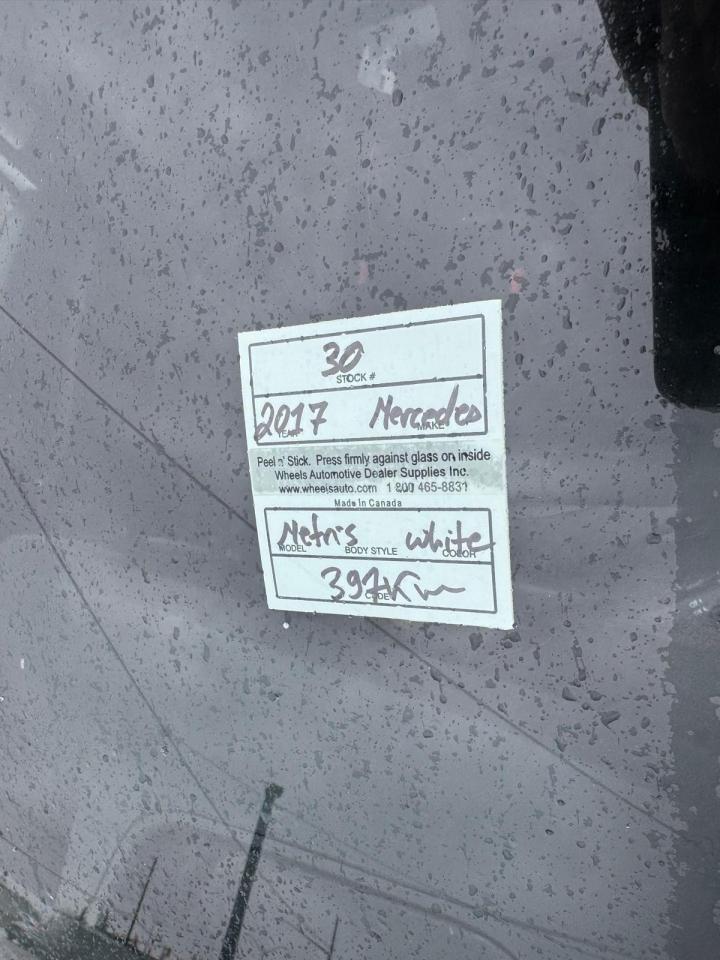 30
STOCK #
2017 Mercedes
YEAR MAKE
Peel n' Stick. Press firmly against glass on inside
Wheels Automotive Dealer Supplies Inc.
www.wheelsauto.com 1 800 465-8831
Made In Canada
Metris white
MODEL BODY STYLE COLOR
397Km
CODE